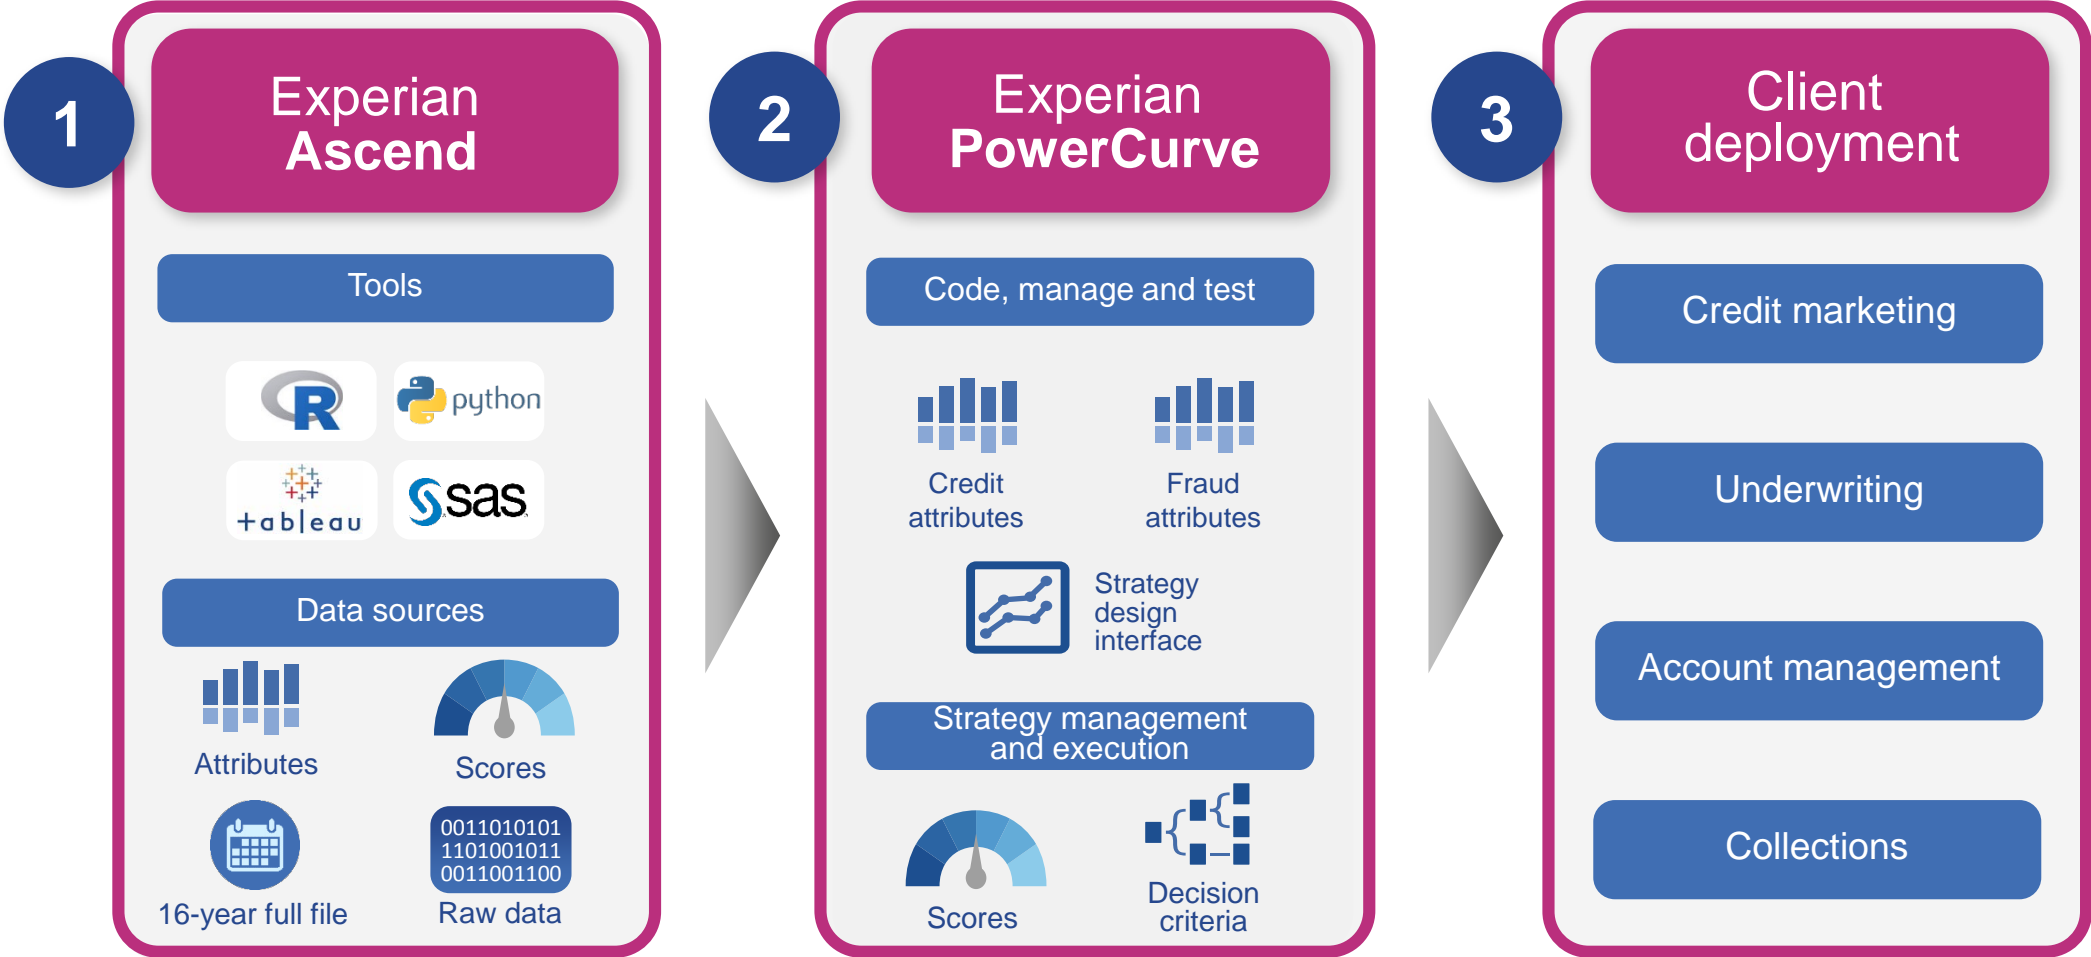 1
Experian
Ascend
Tools
R
python
+ableau
sas
Data sources
Attributes
Scores
0011010101
1101001011
0011001100
16-year full file
Raw data
2
Experian
PowerCurve
Code, manage and test
Credit
attributes
Fraud
attributes
Strategy
design
interface
Strategy management
and execution
Scores
Decision
criteria
3
Client
deployment
Credit marketing
Underwriting
Account management
Collections